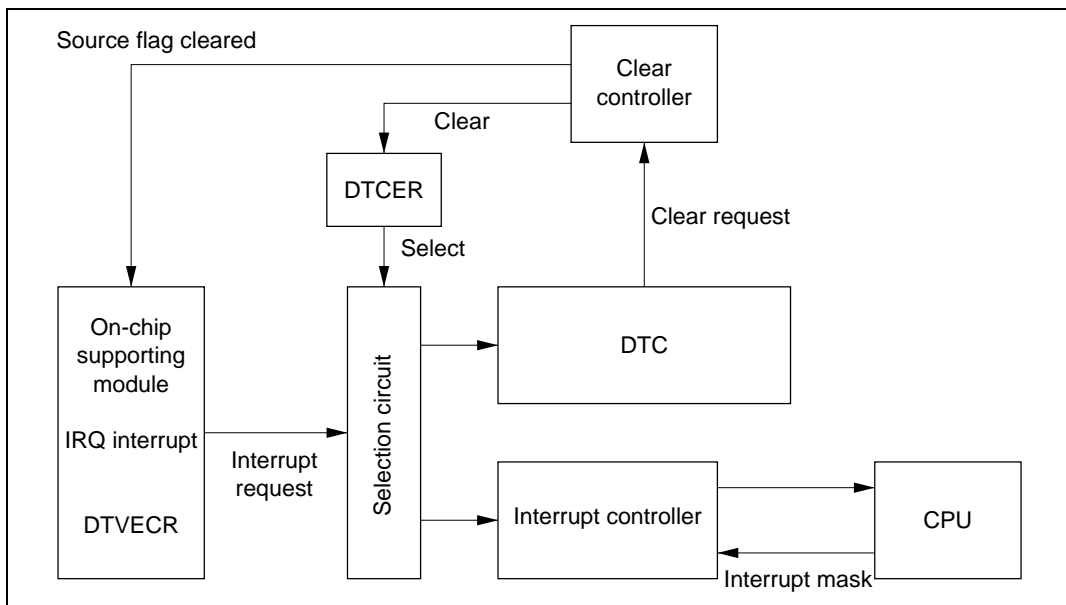 Source flag cleared
Clear
controller
Clear
DTCER
Clear request
Select
On-chip
supporting
module
IRQ interrupt
DTVECR
Interrupt
request
Selection circuit
DTC
Interrupt controller
CPU
Interrupt mask